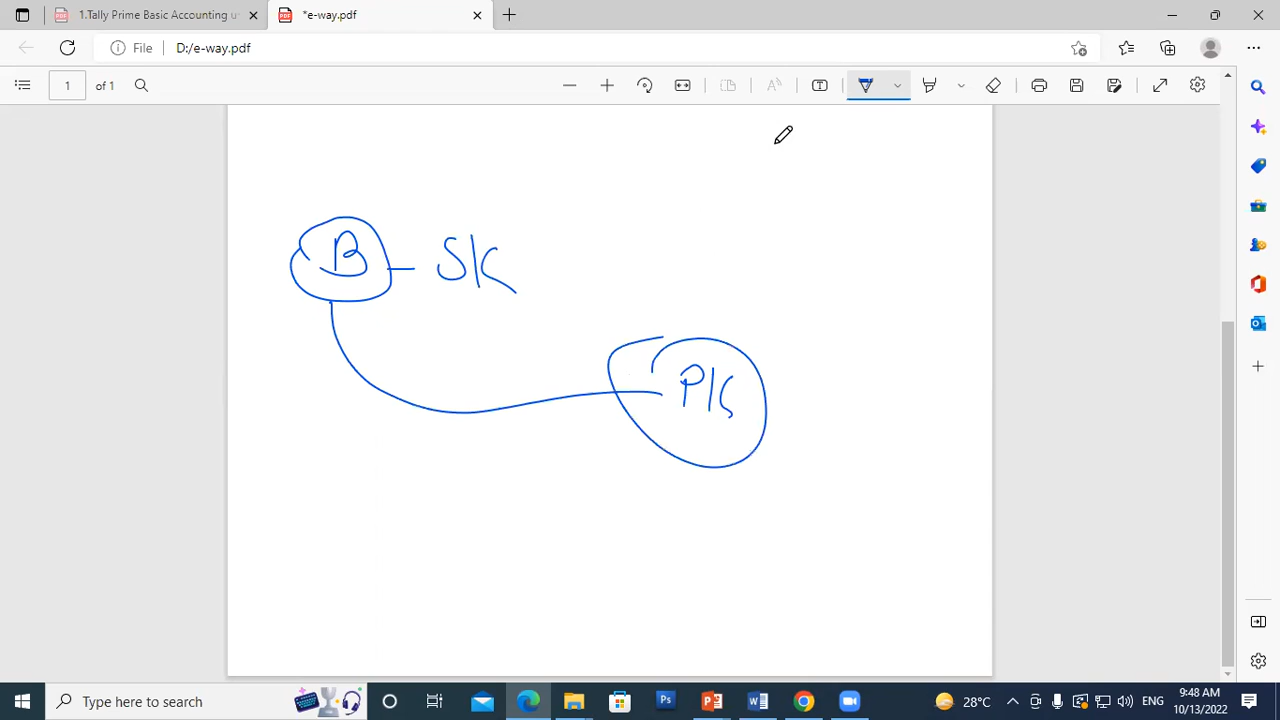 1.Tally Prime Basic Accounting u
*e-way.pdf
File D:/e-way.pdf
1 of 1
B - S/C
P/C
Type here to search
28°C
ENG
9:48 AM
10/13/2022